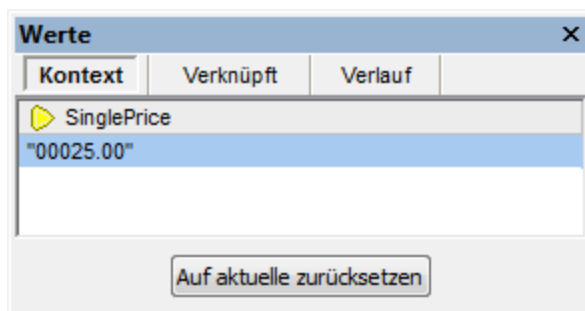 Werte
Kontext Verknüpft Verlauf
SinglePrice
"00025.00"
Auf aktuelle zurücksetzen